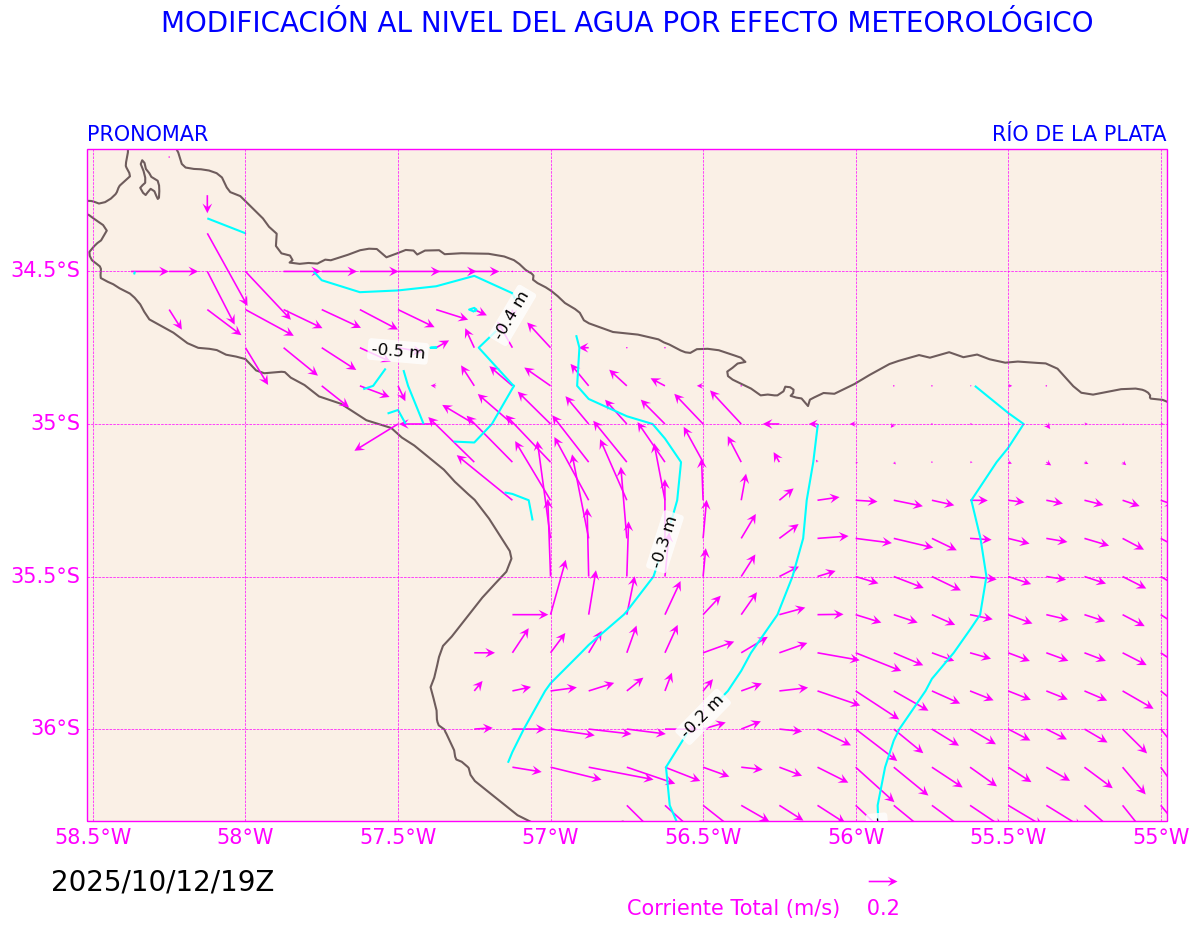 MODIFICACIÓN AL NIVEL DEL AGUA POR EFECTO METEOROLÓGICO
PRONOMAR
RÍO DE LA PLATA
34.5°S
35°S
35.5°S
36°S
-0.4 m
-0.5 m
-0.3 m
-0.2 m
58.5°W
58°W
57.5°W
57°W
56.5°W
56°W
55.5°W
55°W
2025/10/12/19Z
Corriente Total (m/s)
0.2